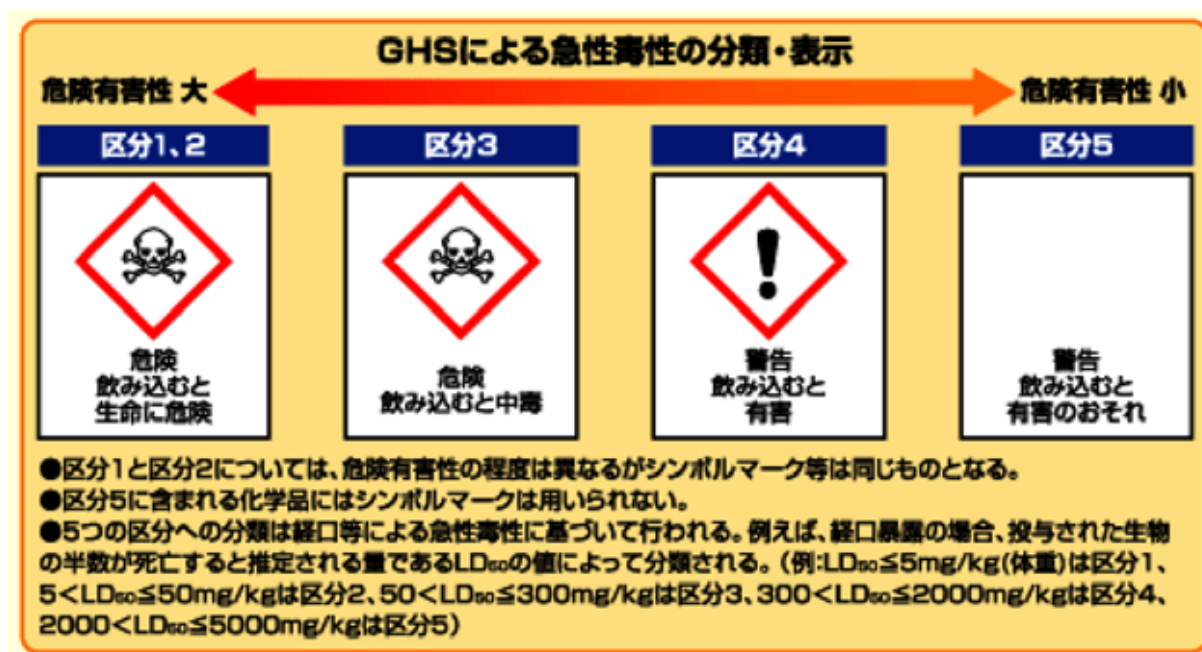 GHSによる急性毒性の分類・表示
危険有害性 大
危険有害性 小
区分1、2
区分3
区分4
区分5
危険
飲み込むと
生命に危険
危険
飲み込むと中毒
警告
飲み込むと
有害
警告
飲み込むと
有害のおそれ
●区分1と区分2については、危険有害性の程度は異なるがシンボルマーク等は同じものとなる。
●区分5に含まれる化学品にはシンボルマークは用いられない。
●5つの区分への分類は経口等による急性毒性に基づいて行われる。例えば、経口暴露の場合、投与された生物
の半数が死亡すると推定される量であるLD₅₀の値によって分類される。(例:LD₅₀≦5mg/kg(体重)は区分1、
5<LD₅₀≦50mg/kgは区分2、50<LD₅₀≦300mg/kgは区分3、300<LD₅₀≦2000mg/kgは区分4、
2000<LD₅₀≦5000mg/kgは区分5)